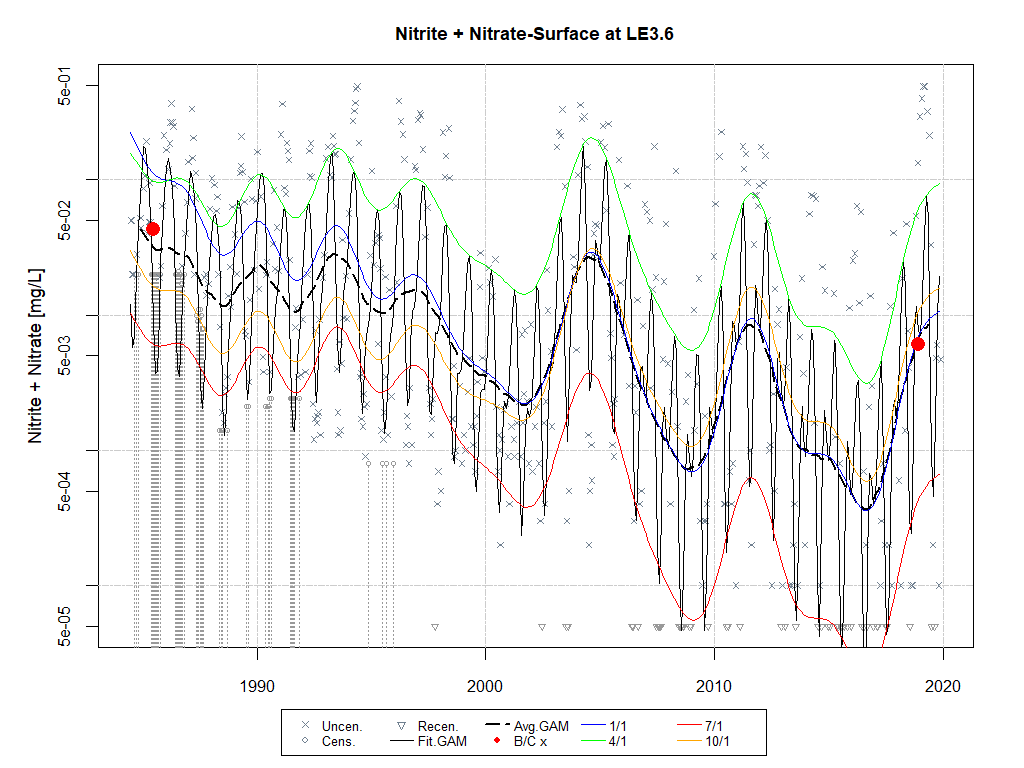 Nitrite + Nitrate-Surface at LE3.6
Nitrite + Nitrate [mg/L]
5e-01
5e-02
5e-03
5e-04
5e-05
1990 2000 2010 2020
Uncen. Recen. Avg.GAM 1/1 7/1
Cens. Fit.GAM B/C x 4/1 10/1